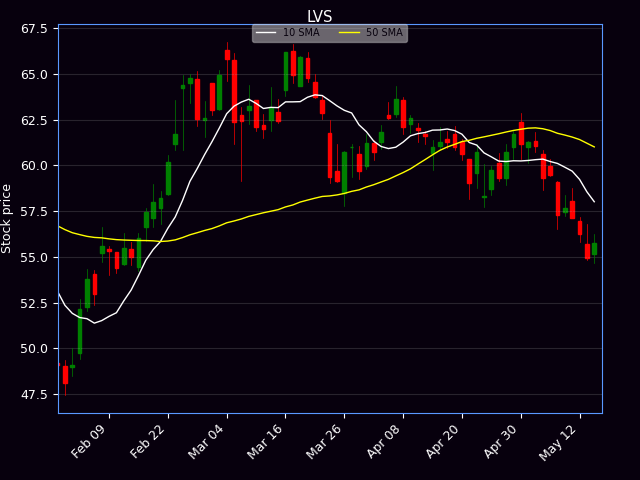 LVS
10 SMA
50 SMA
Stock price
67.5
65.0
62.5
60.0
57.5
55.0
52.5
50.0
47.5
Feb 09
Feb 22
Mar 04
Mar 16
Mar 26
Apr 08
Apr 20
Apr 30
May 12